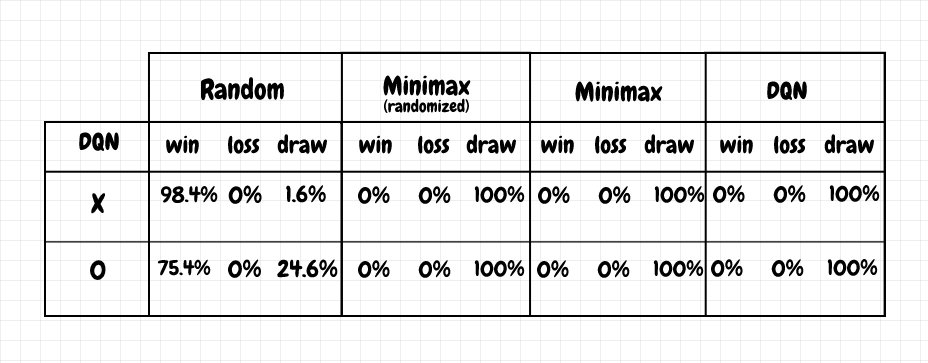 Random Minimax Minimax DQN
(randomized)
DQN win loss draw win loss draw win loss draw win loss draw
X 98.4% 0% 1.6% 0% 0% 100% 0% 0% 100% 0% 0% 100%
O 75.4% 0% 24.6% 0% 0% 100% 0% 0% 100% 0% 0% 100%